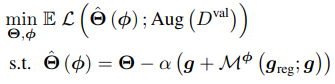 min_{Θ,ϕ} 𝔼 ℒ ( Θ̂ (ϕ) ; Aug (D^{val}) )
s.t. Θ̂ (ϕ) = Θ − α (g + ℳ^ϕ (g_{reg}; g))